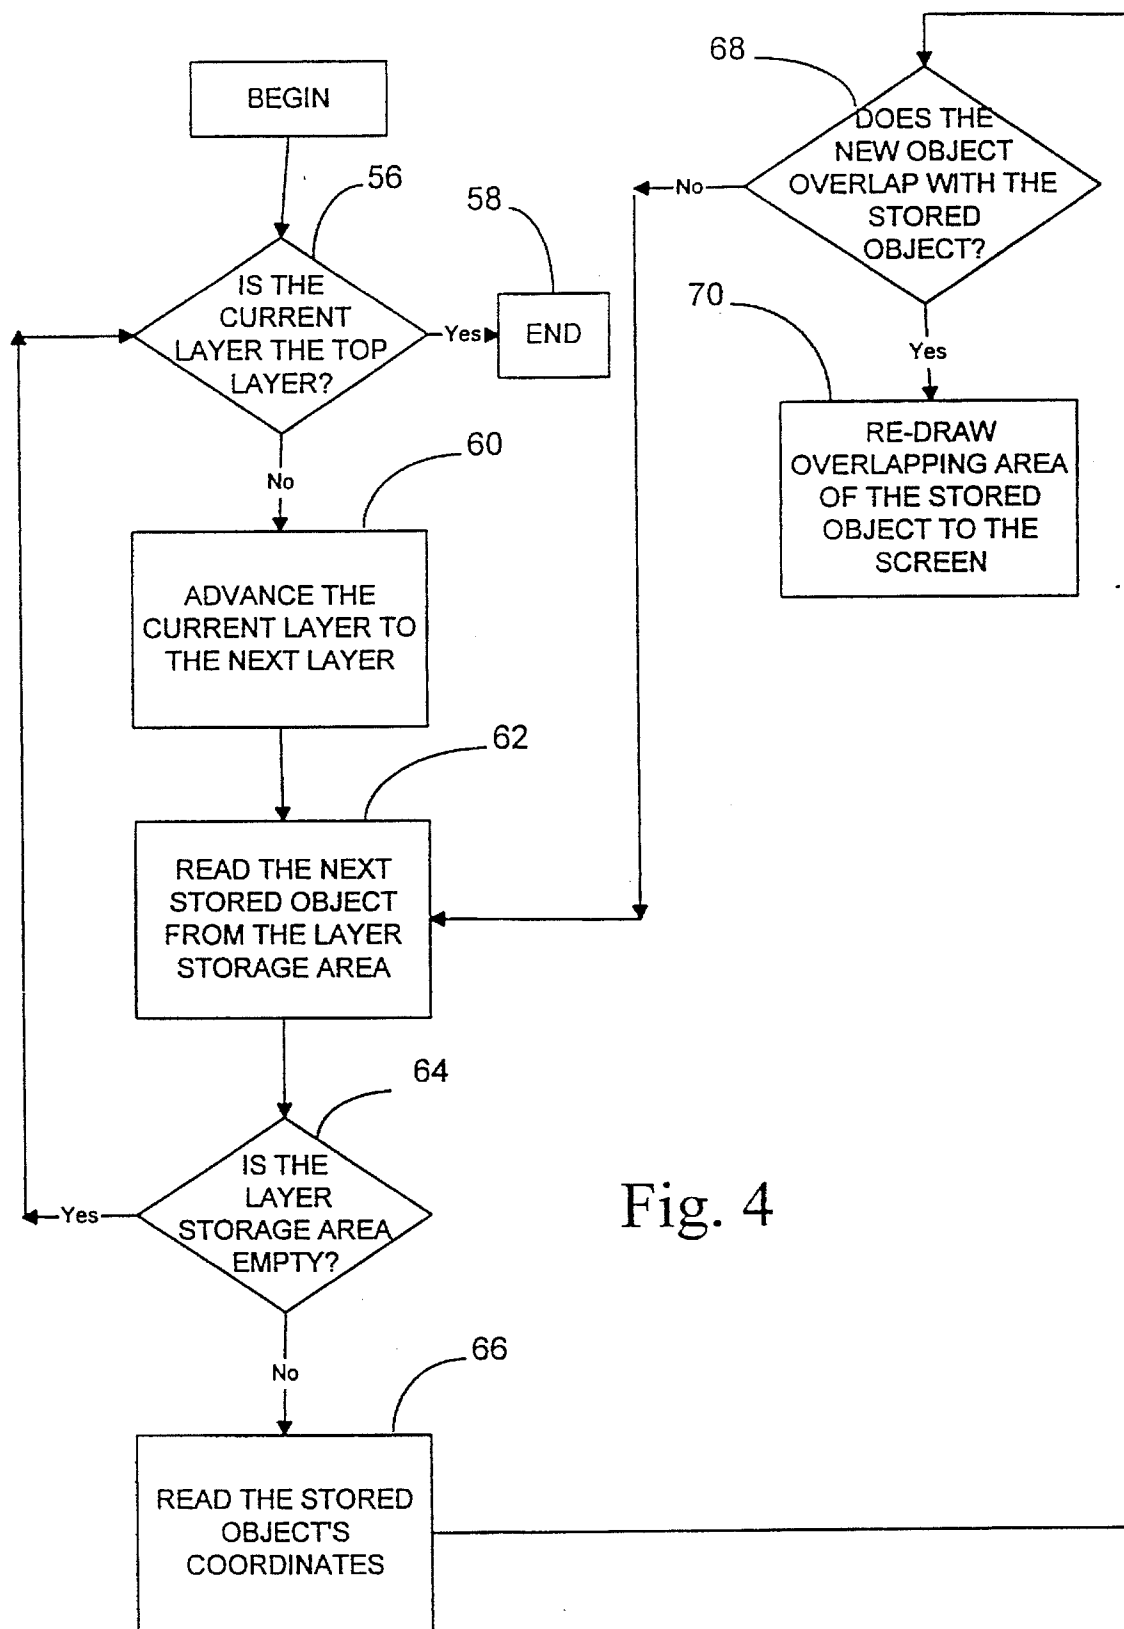 BEGIN
56
IS THE
CURRENT
LAYER THE TOP
LAYER?
Yes
58
END
No
60
ADVANCE THE
CURRENT LAYER TO
THE NEXT LAYER
62
READ THE NEXT
STORED OBJECT
FROM THE LAYER
STORAGE AREA
64
IS THE
LAYER
STORAGE AREA
EMPTY?
Yes
No
66
READ THE STORED
OBJECT'S
COORDINATES
68
DOES THE
NEW OBJECT
OVERLAP WITH THE
STORED
OBJECT?
No
Yes
70
RE-DRAW
OVERLAPPING AREA
OF THE STORED
OBJECT TO THE
SCREEN
Fig. 4